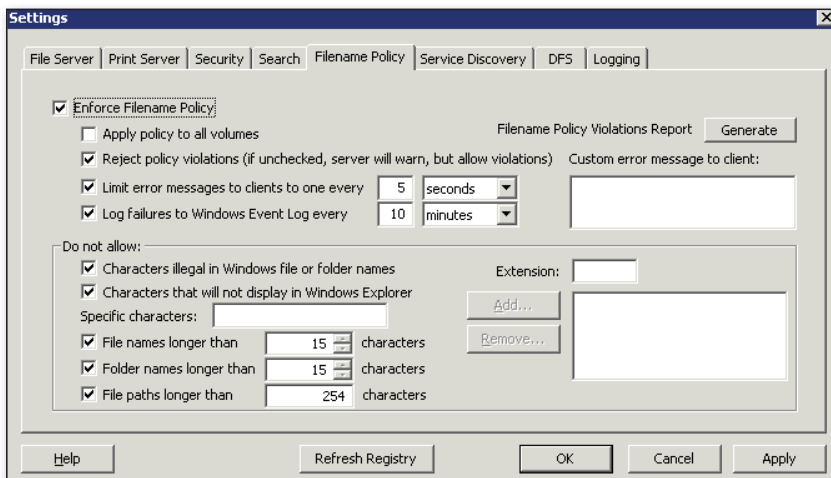 Settings
File Server Print Server Security Search Filename Policy Service Discovery DFS Logging
Enforce Filename Policy
Apply policy to all volumes
Filename Policy Violations Report Generate
Reject policy violations (if unchecked, server will warn, but allow violations)
Custom error message to client:
Limit error messages to clients to one every 5 seconds
Log failures to Windows Event Log every 10 minutes
Do not allow:
Characters illegal in Windows file or folder names
Extension:
Characters that will not display in Windows Explorer
Add...
Specific characters:
Remove...
File names longer than 15 characters
Folder names longer than 15 characters
File paths longer than 254 characters
Help Refresh Registry OK Cancel Apply